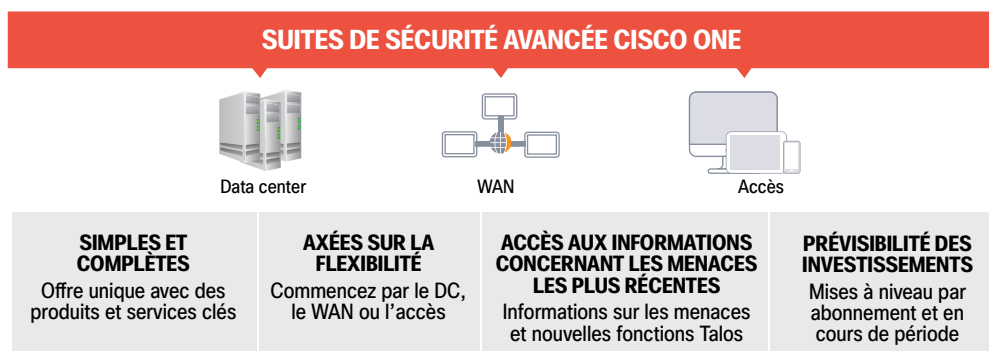 SUITES DE SÉCURITÉ AVANCÉE CISCO ONE
Data center
WAN
Accès
SIMPLES ET
COMPLÈTES
Offre unique avec des
produits et services clés
AXÉES SUR LA
FLEXIBILITÉ
Commencez par le DC,
le WAN ou l’accès
ACCÈS AUX INFORMATIONS
CONCERNANT LES MENACES
LES PLUS RÉCENTES
Informations sur les menaces
et nouvelles fonctions Talos
PRÉVISIBILITÉ DES
INVESTISSEMENTS
Mises à niveau par
abonnement et en
cours de période